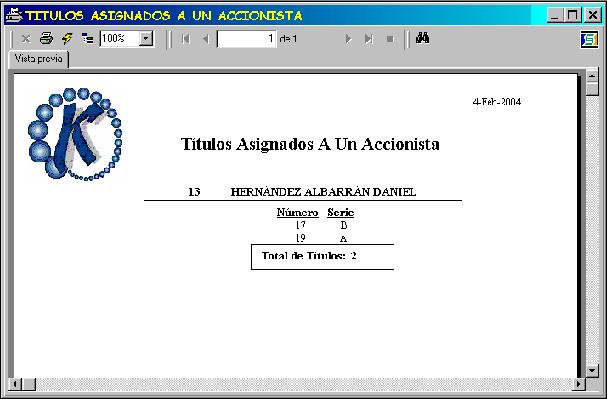 TITULOS ASIGNADOS A UN ACCIONISTA
100% 1 de 1
Vista previa
4-Feb-2004
K
Títulos Asignados A Un Accionista
13 HERNÁNDEZ ALBARRÁN DANIEL
Número Serie
17 B
19 A
Total de Títulos: 2